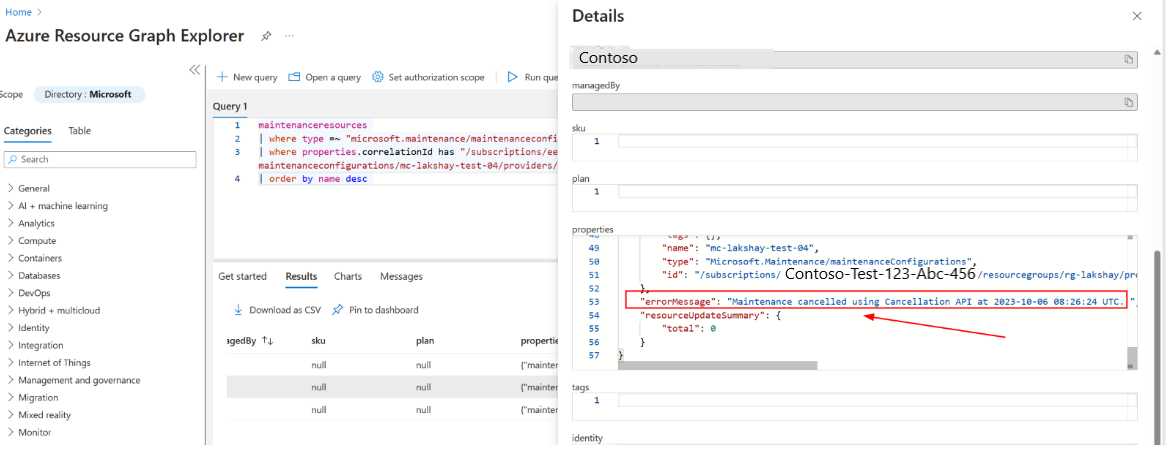 Home >
Azure Resource Graph Explorer
...
Scope
Directory : Microsoft
Categories Table
Search
General
AI + machine learning
Analytics
Compute
Containers
Databases
DevOps
Hybrid + multicloud
Identity
Integration
Internet of Things
Management and governance
Migration
Mixed reality
Monitor
New query Open a query Set authorization scope Run que
Query 1
1 maintenanceresources
2 | where type =~ "microsoft.maintenance/maintenanceconfi
3 | where properties.correlationId has "/subscriptions/ee
maintenanceconfigurations/mc-lakshay-test-04/providers/
4 | order by name desc
Get started Results Charts Messages
Download as CSV Pin to dashboard
agedBy ↑↓ sku plan propertie
null null {"mainten
null null {"mainten
null null {"mainten
Details
Contoso
managedBy
sku
1
plan
1
properties
48 "tags": {},
49 "name": "mc-lakshay-test-04",
50 "type": "Microsoft.Maintenance/maintenanceConfigurations",
51 "id": "/subscriptions/ Contoso-Test-123-Abc-456 /resourcegroups/rg-lakshay/pro
52 },
53 "errorMessage": "Maintenance cancelled using Cancellation API at 2023-10-06 08:26:24 UTC. ",
54 "resourceUpdateSummary": {
55 "total": 0
56 }
57 }
tags
1
identity